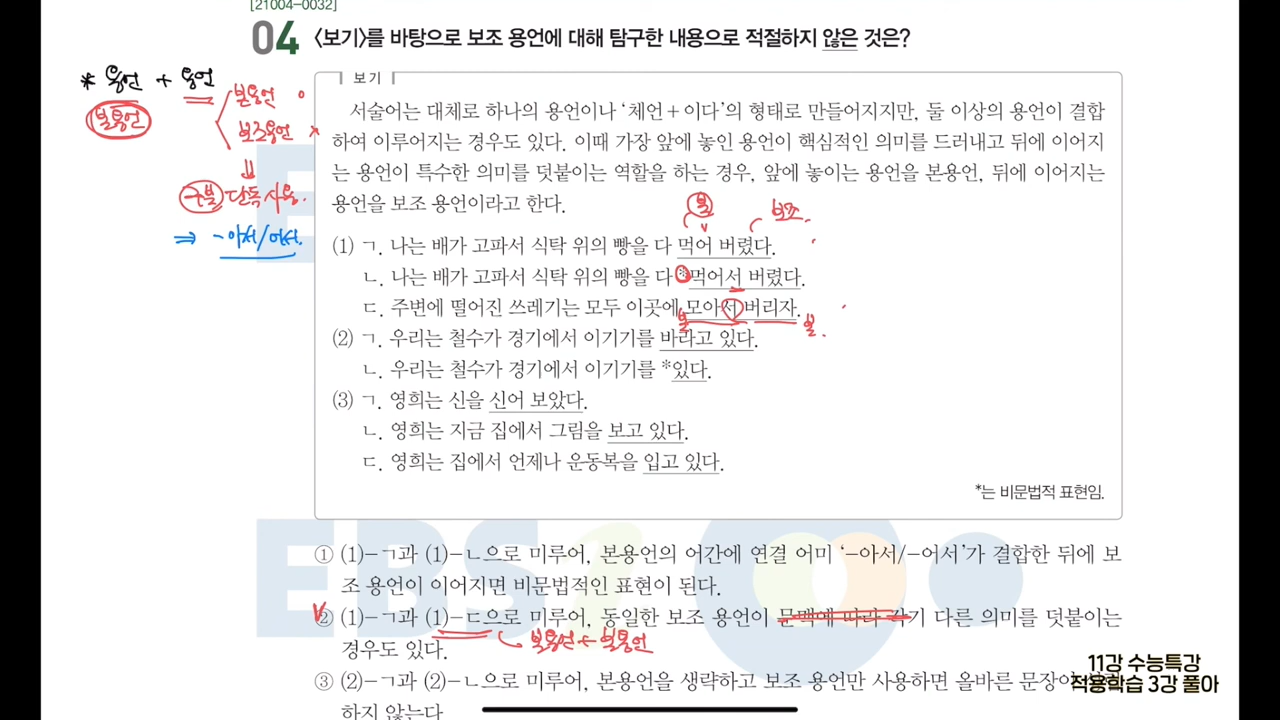 [21004-0032]
04 〈보기〉를 바탕으로 보조 용언에 대해 탐구한 내용으로 적절하지 않은 것은?
* 용언 + 용언
본용언
본용언 o
보조용언 x
⇓
구분 단독사용.
⇒ -아서/어서.
보기
서술어는 대체로 하나의 용언이나 ‘체언+이다’의 형태로 만들어지지만, 둘 이상의 용언이 결합
하여 이루어지는 경우도 있다. 이때 가장 앞에 놓인 용언이 핵심적인 의미를 드러내고 뒤에 이어지
는 용언이 특수한 의미를 덧붙이는 역할을 하는 경우, 앞에 놓이는 용언을 본용언, 뒤에 이어지는
용언을 보조 용언이라고 한다.
본 보조.
(1) ㄱ. 나는 배가 고파서 식탁 위의 빵을 다 먹어 버렸다.
ㄴ. 나는 배가 고파서 식탁 위의 빵을 다 *먹어서 버렸다.
ㄷ. 주변에 떨어진 쓰레기는 모두 이곳에 모아서 버리자.
본 본.
(2) ㄱ. 우리는 철수가 경기에서 이기기를 바라고 있다.
ㄴ. 우리는 철수가 경기에서 이기기를 *있다.
(3) ㄱ. 영희는 신을 신어 보았다.
ㄴ. 영희는 지금 집에서 그림을 보고 있다.
ㄷ. 영희는 집에서 언제나 운동복을 입고 있다.
*는 비문법적 표현임.
EBS
① (1)-ㄱ과 (1)-ㄴ으로 미루어, 본용언의 어간에 연결 어미 ‘-아서/-어서’가 결합한 뒤에 보
조 용언이 이어지면 비문법적인 표현이 된다.
② (1)-ㄱ과 (1)-ㄷ으로 미루어, 동일한 보조 용언이 문맥에 따라 각기 다른 의미를 덧붙이는
경우도 있다.
본용언 + 본용언
③ (2)-ㄱ과 (2)-ㄴ으로 미루어, 본용언을 생략하고 보조 용언만 사용하면 올바른 문장이
하지 않는다
11강 수능특강
적용학습 3강 풀아